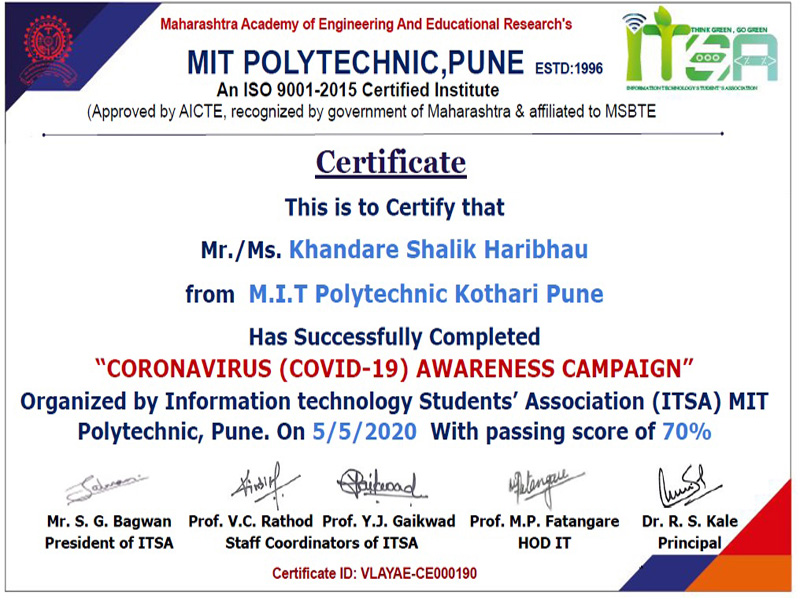 Maharashtra Academy of Engineering And Educational Research's
MIT POLYTECHNIC,PUNE ESTD:1996
An ISO 9001-2015 Certified Institute
(Approved by AICTE, recognized by government of Maharashtra & affiliated to MSBTE
THINK GREEN , GO GREEN
ITSA
INFORMATION TECHNOLOGY STUDENT'S ASSOCIATION
Certificate
This is to Certify that
Mr./Ms. Khandare Shalik Haribhau
from M.I.T Polytechnic Kothari Pune
Has Successfully Completed
“CORONAVIRUS (COVID-19) AWARENESS CAMPAIGN”
Organized by Information technology Students’ Association (ITSA) MIT
Polytechnic, Pune. On 5/5/2020 With passing score of 70%
Mr. S. G. Bagwan Prof. V.C. Rathod Prof. Y.J. Gaikwad Prof. M.P. Fatangare Dr. R. S. Kale
President of ITSA Staff Coordinators of ITSA HOD IT Principal
Certificate ID: VLAYAE-CE000190